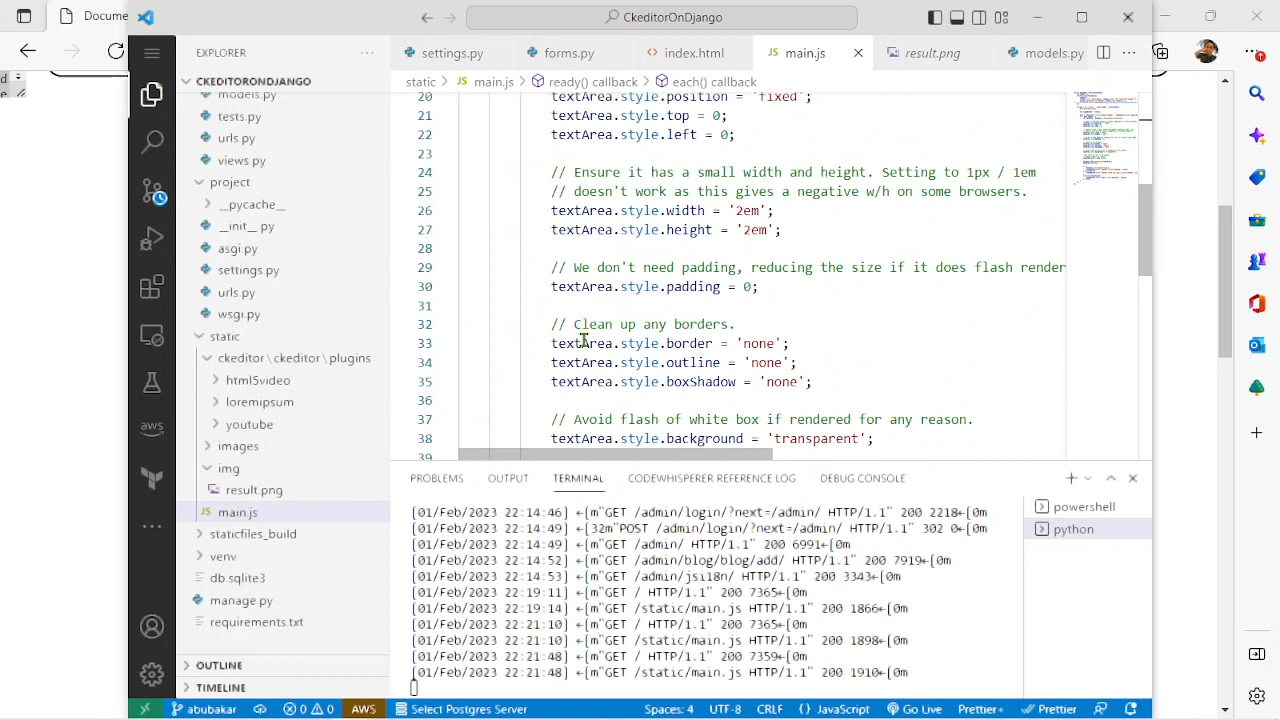 CkeditorOnDjango
EXPLORER
settings.py
main.js
result.png
models.py
CKEDITORONDJANGO
static > main.js > callback > each() callback
models.py
tests.py
urls.py
project
__pycache__
__init__.py
asgi.py
settings.py
urls.py
wsgi.py
static
ckeditor \ ckeditor \ plugins
html5video
loremipsum
youtube
images
img
result.png
main.js
staticfiles_build
venv
db.sqlite3
manage.py
requirements.txt
OUTLINE
TIMELINE
aws
20 textArea.style.position = 'fixed';
21 textArea.style.top = 0;
22 textArea.style.left = 0;
23
24 // Ensure it has a small width and height. Setting to 1px / 1em
25 // doesn't work as this gives a negative w/h on some browsers.
26 textArea.style.width = '2em';
27 textArea.style.height = '2em';
28
29 // We don't need padding, reducing the size if it does flash render
30 textArea.style.padding = 0;
31
32 // Clean up any borders.
33 textArea.style.border = 'none';
34 textArea.style.outline = 'none';
35 textArea.style.boxShadow = 'none';
36
37 // Avoid flash of white box if rendered for any reason.
38 textArea.style.background = 'transparent';
39
PROBLEMS OUTPUT TERMINAL CODEWHISPERER REFERENCE LOG DEBUG CONSOLE
[01/Feb/2023 22:14:46] ←[m"GET /admin/login/?next=/admin/ HTTP/1.1" 200 2218←[0m
[01/Feb/2023 22:14:49] ←[32m"POST /admin/login/?next=/admin/ HTTP/1.1" 302 0←[0m
[01/Feb/2023 22:14:49] ←[m"GET /admin/ HTTP/1.1" 200 6991←[0m
[01/Feb/2023 22:14:52] ←[m"GET /admin/blog/blog/add/ HTTP/1.1" 200 7919←[0m
[01/Feb/2023 22:14:53] ←[m"GET /admin/jsi18n/ HTTP/1.1" 200 3343←[0m
[01/Feb/2023 22:19:11] ←[m"GET / HTTP/1.1" 200 7365←[0m
[01/Feb/2023 22:19:14] ←[m"GET /static/main.js HTTP/1.1" 200 1866←[0m
[01/Feb/2023 22:21:10] ←[m"GET / HTTP/1.1" 200 7365←[0m
[01/Feb/2023 22:21:10] ←[m"GET /static/main.js HTTP/1.1" 200 1898←[0m
[01/Feb/2023 22:21:48] ←[m"GET / HTTP/1.1" 200 7359←[0m
[01/Feb/2023 22:21:48] ←[m"GET /static/main.js HTTP/1.1" 200 1910←[0m
powershell
python
abubakar 0 0 AWS Select Postgres Server Spaces: 4 UTF-8 CRLF {} JavaScript Go Live Prettier+ Prettier